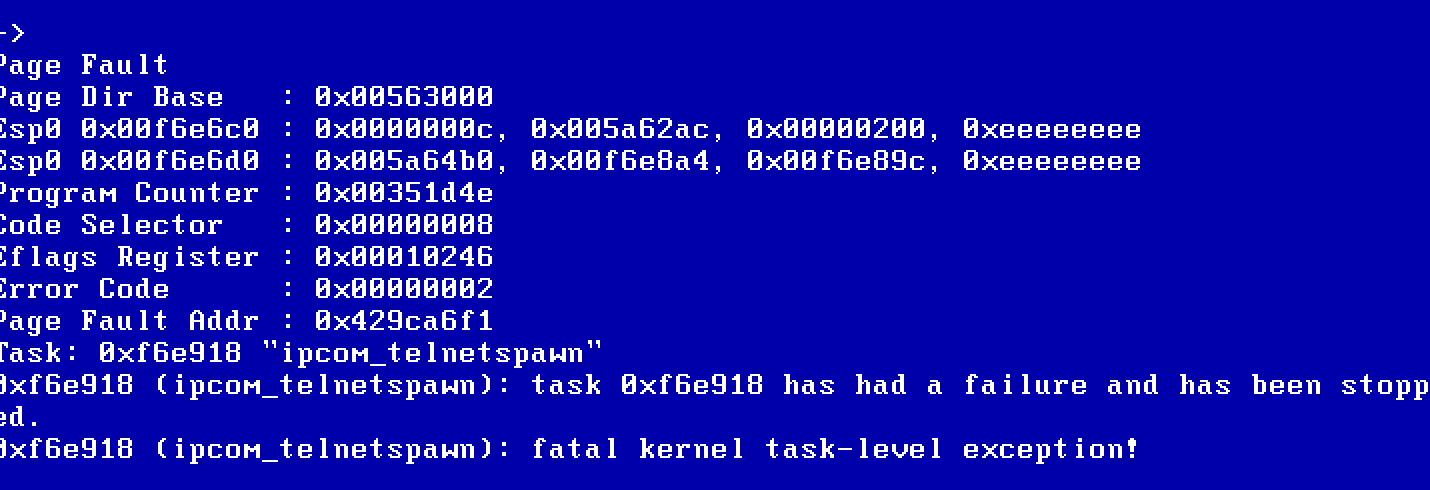 ->
Page Fault
Page Dir Base   : 0x00563000
Esp0 0x00f6e6c0 : 0x0000000c, 0x005a62ac, 0x00000200, 0xeeeeeeee
Esp0 0x00f6e6d0 : 0x005a64b0, 0x00f6e8a4, 0x00f6e89c, 0xeeeeeeee
Program Counter : 0x00351d4e
Code Selector   : 0x00000008
Eflags Register : 0x00010246
Error Code      : 0x00000002
Page Fault Addr : 0x429ca6f1
Task: 0xf6e918 "ipcom_telnetspawn"
0xf6e918 (ipcom_telnetspawn): task 0xf6e918 has had a failure and has been stopp
ed.
0xf6e918 (ipcom_telnetspawn): fatal kernel task-level exception!